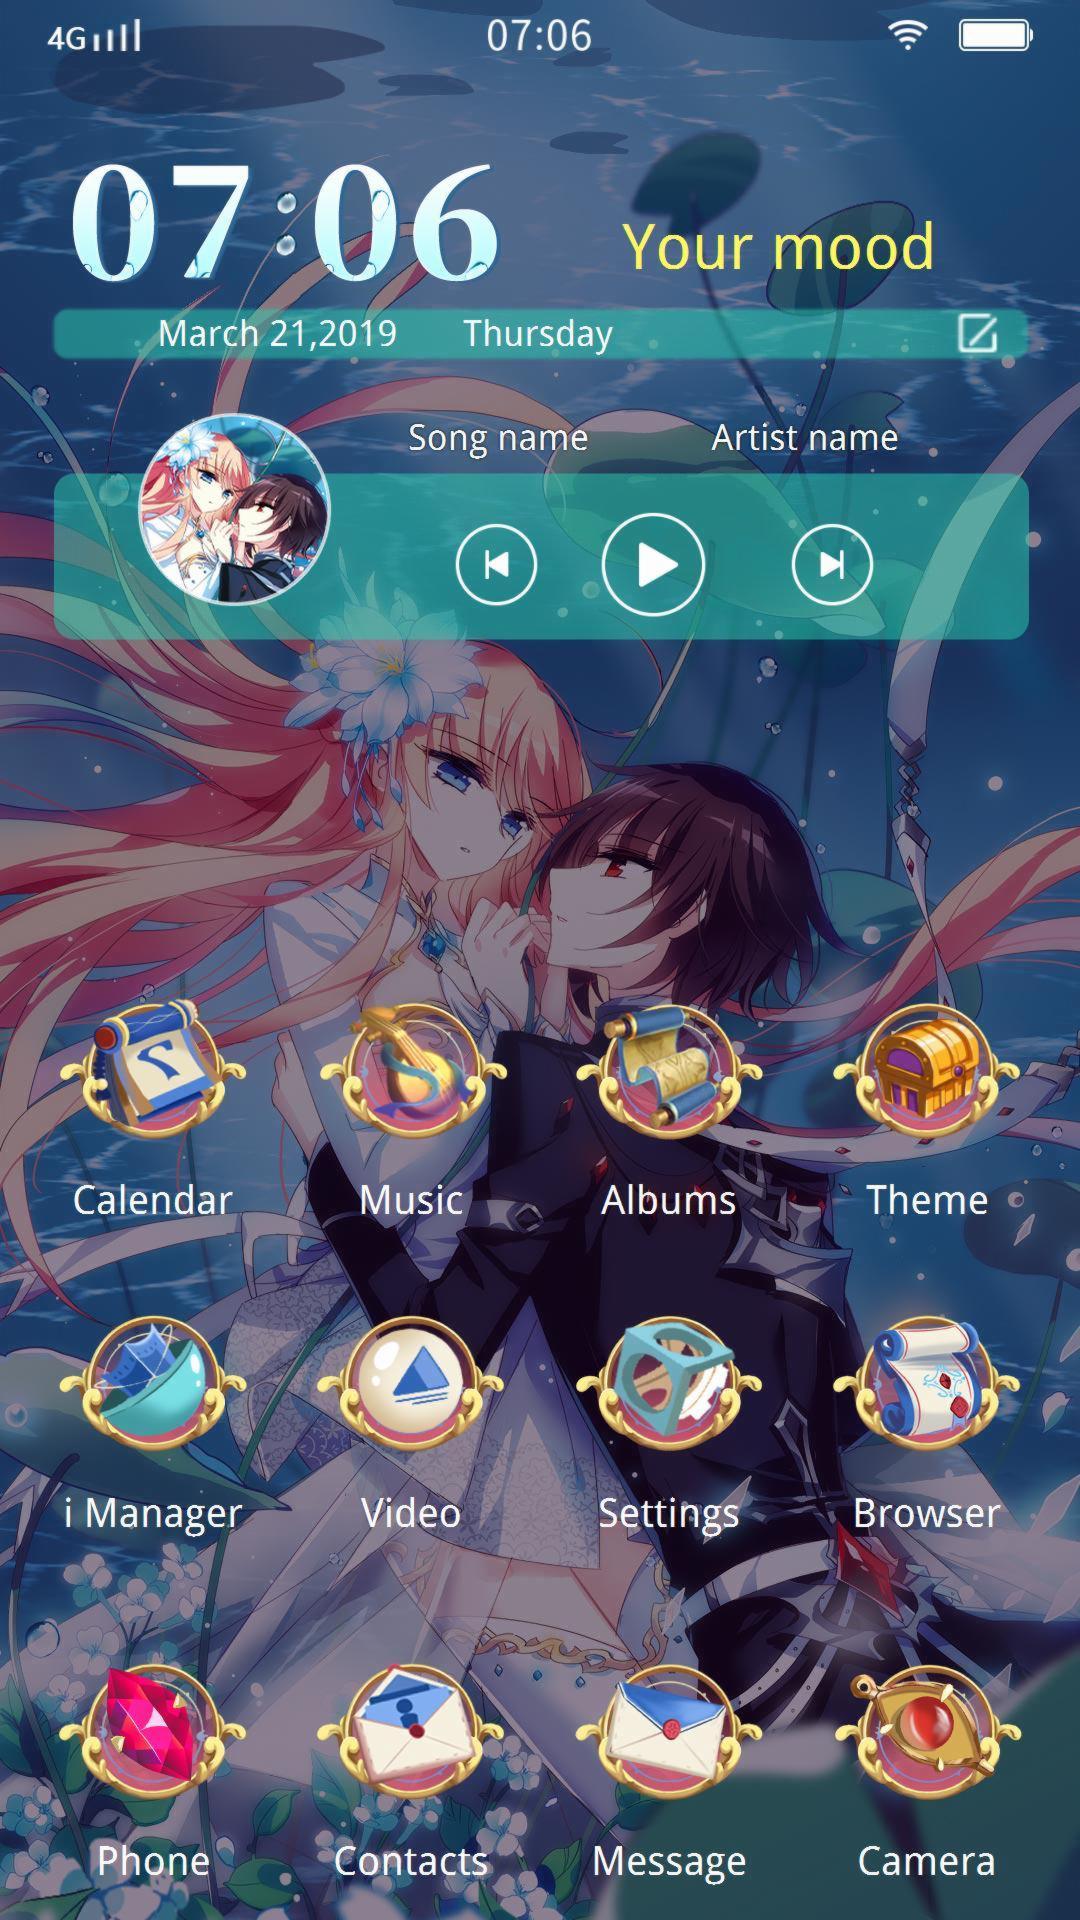 4G 07:06
07:06
Your mood
March 21,2019 Thursday
Song name Artist name
Calendar Music Albums Theme
i Manager Video Settings Browser
Phone Contacts Message Camera